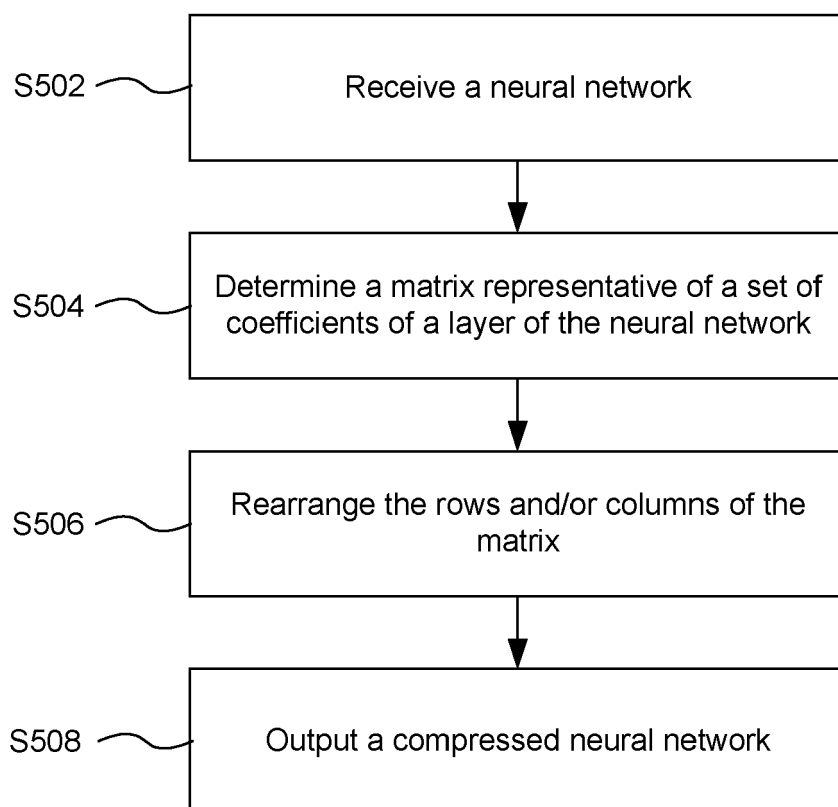 S502
Receive a neural network
S504
Determine a matrix representative of a set of
coefficients of a layer of the neural network
S506
Rearrange the rows and/or columns of the
matrix
S508
Output a compressed neural network